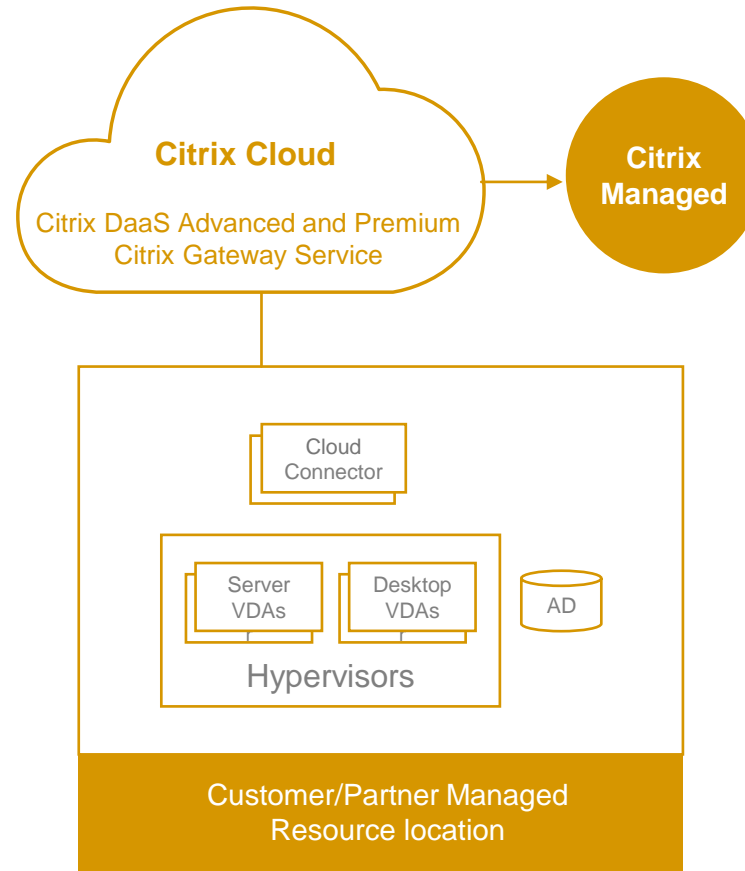 Citrix Cloud
Citrix DaaS Advanced and Premium
Citrix Gateway Service
Citrix
Managed
Cloud
Connector
Server
VDAs
Desktop
VDAs
AD
Hypervisors
Customer/Partner Managed
Resource location